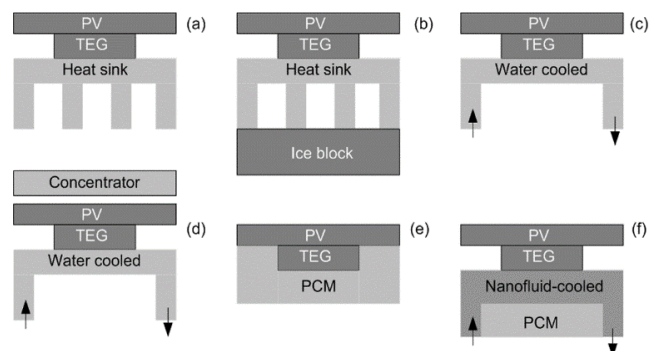 PV
TEG
Heat sink
(a)
PV
TEG
Heat sink
Ice block
(b)
PV
TEG
Water cooled
(c)
Concentrator
PV
TEG
Water cooled
(d)
PV
TEG
PCM
(e)
PV
TEG
Nanofluid-cooled
PCM
(f)